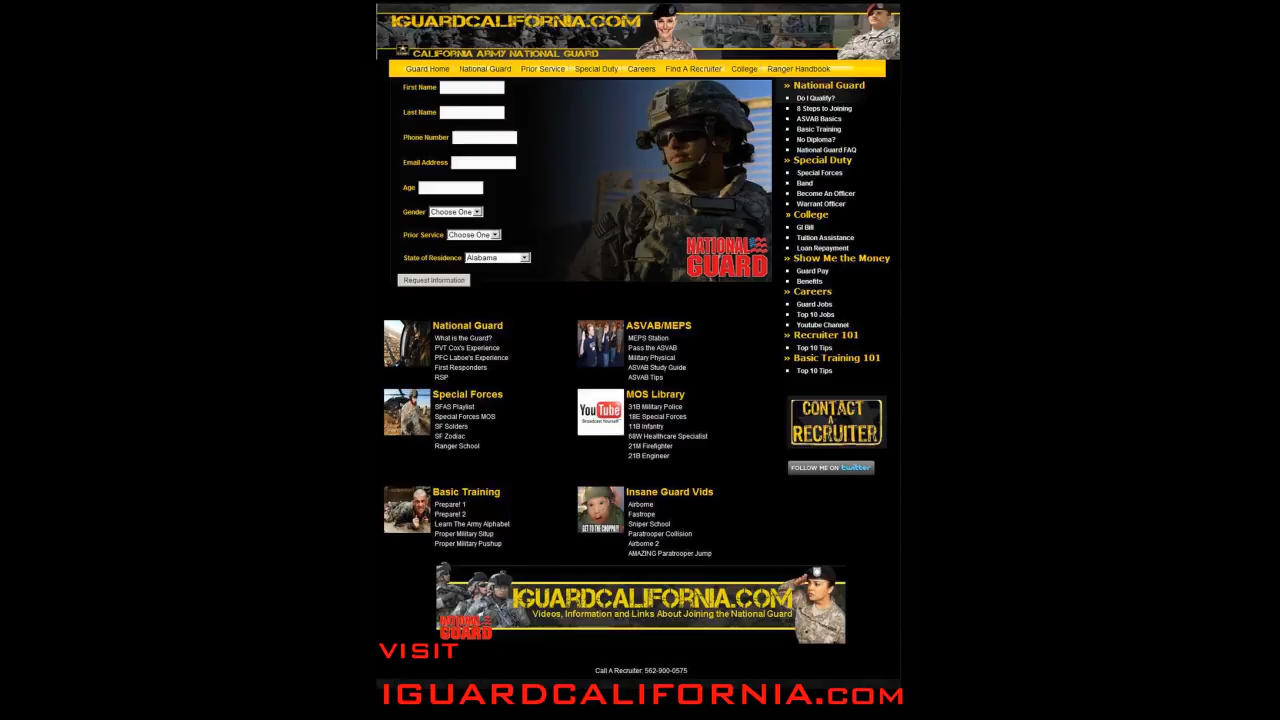 IGUARDCALIFORNIA.COM
CALIFORNIA ARMY NATIONAL GUARD
Guard Home National Guard Prior Service Special Duty Careers Find A Recruiter College Ranger Handbook
First Name
Last Name
Phone Number
Email Address
Age
Gender Choose One
Prior Service Choose One
State of Residence Alabama
Request Information
NATIONAL
GUARD
» National Guard
Do I Qualify?
8 Steps to Joining
ASVAB Basics
Basic Training
No Diploma?
National Guard FAQ
» Special Duty
Special Forces
Band
Become An Officer
Warrant Officer
» College
GI Bill
Tuition Assistance
Loan Repayment
» Show Me the Money
Guard Pay
Benefits
» Careers
Guard Jobs
Top 10 Jobs
Youtube Channel
» Recruiter 101
Top 10 Tips
» Basic Training 101
Top 10 Tips
CONTACT
A
RECRUITER
FOLLOW ME ON twitter
National Guard
What is the Guard?
PVT Cox's Experience
PFC Laboe's Experience
First Responders
RSP
ASVAB/MEPS
MEPS Station
Pass the ASVAB
Military Physical
ASVAB Study Guide
ASVAB Tips
Special Forces
SFAS Playlist
Special Forces MOS
SF Soldiers
SF Zodiac
Ranger School
YouTube
Broadcast Yourself
MOS Library
31B Military Police
18E Special Forces
11B Infantry
68W Healthcare Specialist
21M Firefighter
21B Engineer
Basic Training
Prepare! 1
Prepare! 2
Learn The Army Alphabet
Proper Military Situp
Proper Military Pushup
GET TO THE CHOPPA!!
Insane Guard Vids
Airborne
Fastrope
Sniper School
Paratrooper Collision
Airborne 2
AMAZING Paratrooper Jump
IGUARDCALIFORNIA.COM
Videos, Information and Links About Joining the National Guard
NATIONAL
GUARD
VISIT
Call A Recruiter: 562-900-0575
IGUARDCALIFORNIA.COM